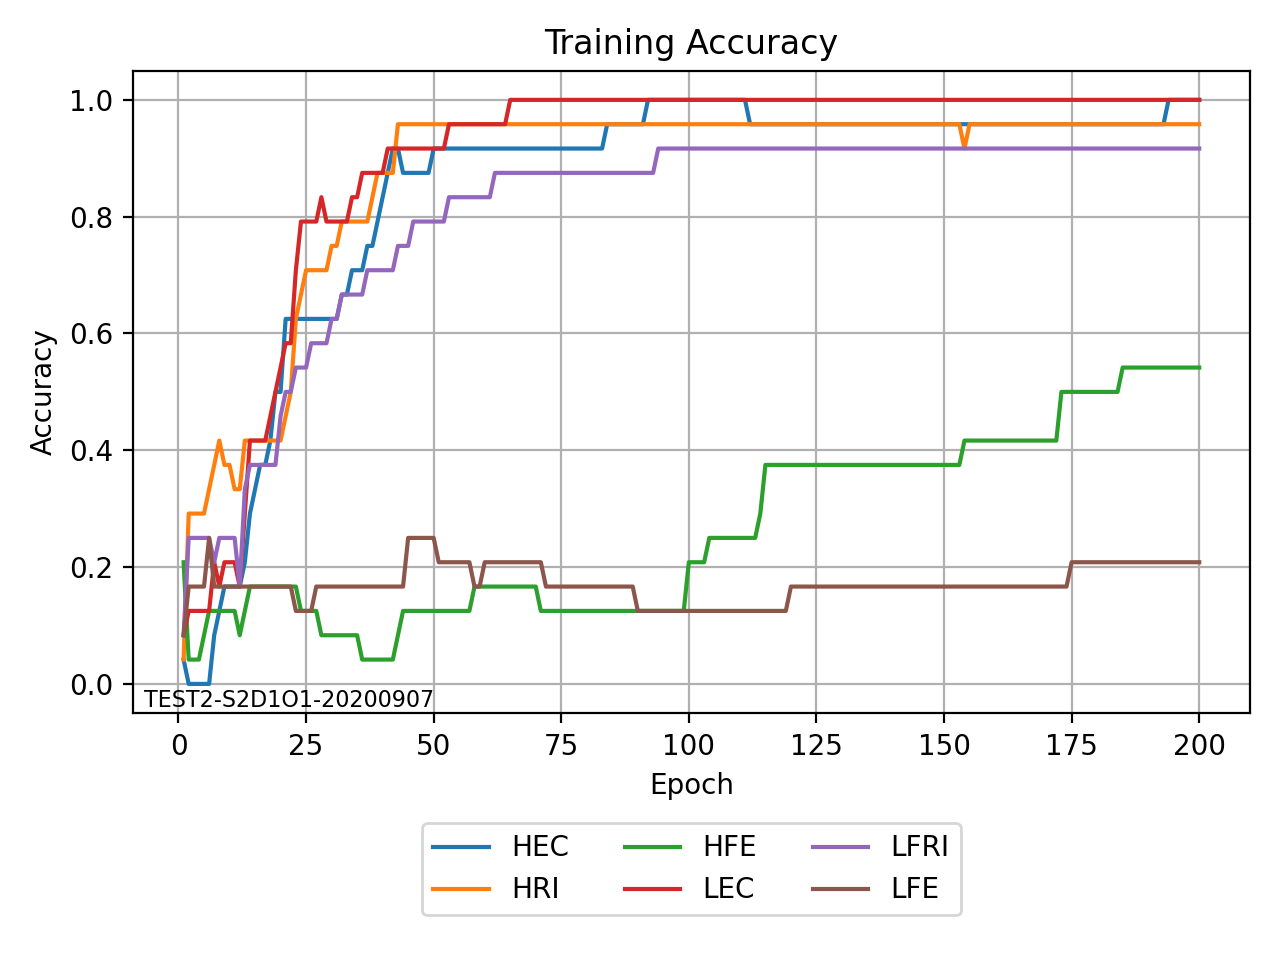 Training Accuracy
1.0
0.8
0.6
0.4
0.2
0.0
Accuracy
TEST2-S2D1O1-20200907
0 25 50 75 100 125 150 175 200
Epoch
HEC HFE LFRI
HRI LEC LFE